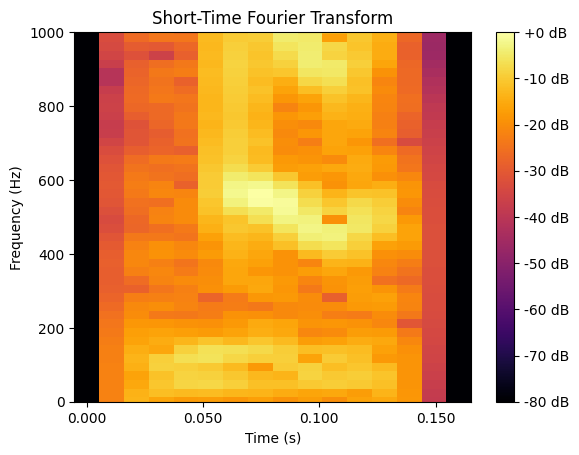 Short-Time Fourier Transform
1000
800
600
400
200
0
Frequency (Hz)
0.000
0.050
0.100
0.150
Time (s)
+0 dB
-10 dB
-20 dB
-30 dB
-40 dB
-50 dB
-60 dB
-70 dB
-80 dB